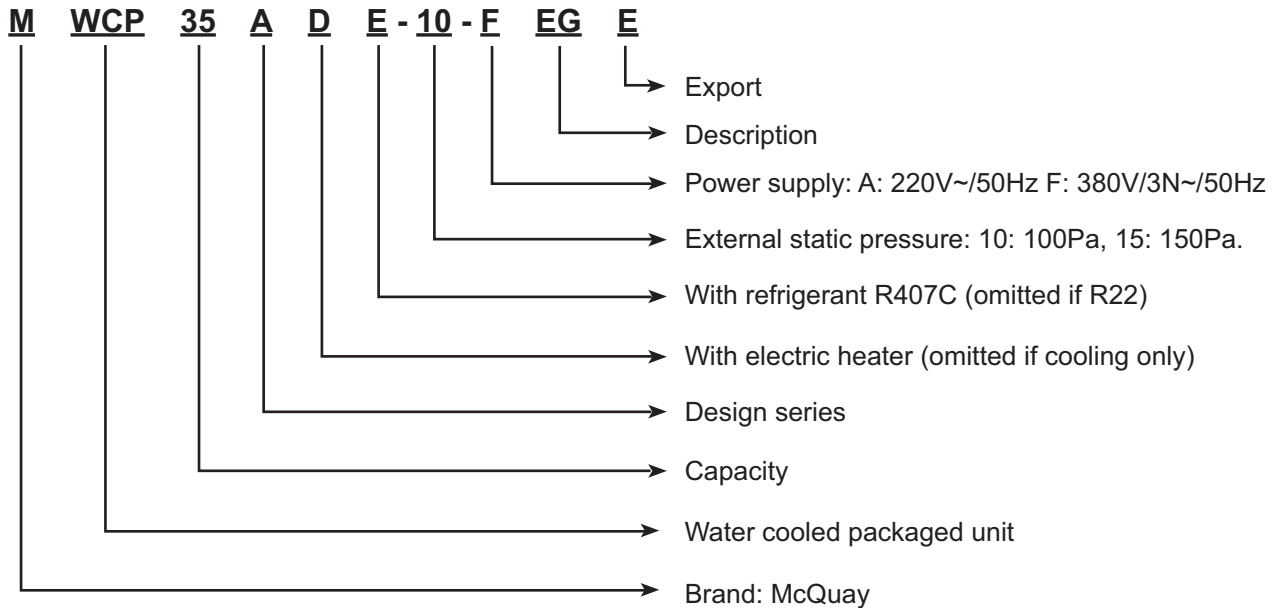 M WCP 35 A D E - 10 - F EG E
Export
Description
Power supply: A: 220V~/50Hz F: 380V/3N~/50Hz
External static pressure: 10: 100Pa, 15: 150Pa.
With refrigerant R407C (omitted if R22)
With electric heater (omitted if cooling only)
Design series
Capacity
Water cooled packaged unit
Brand: McQuay